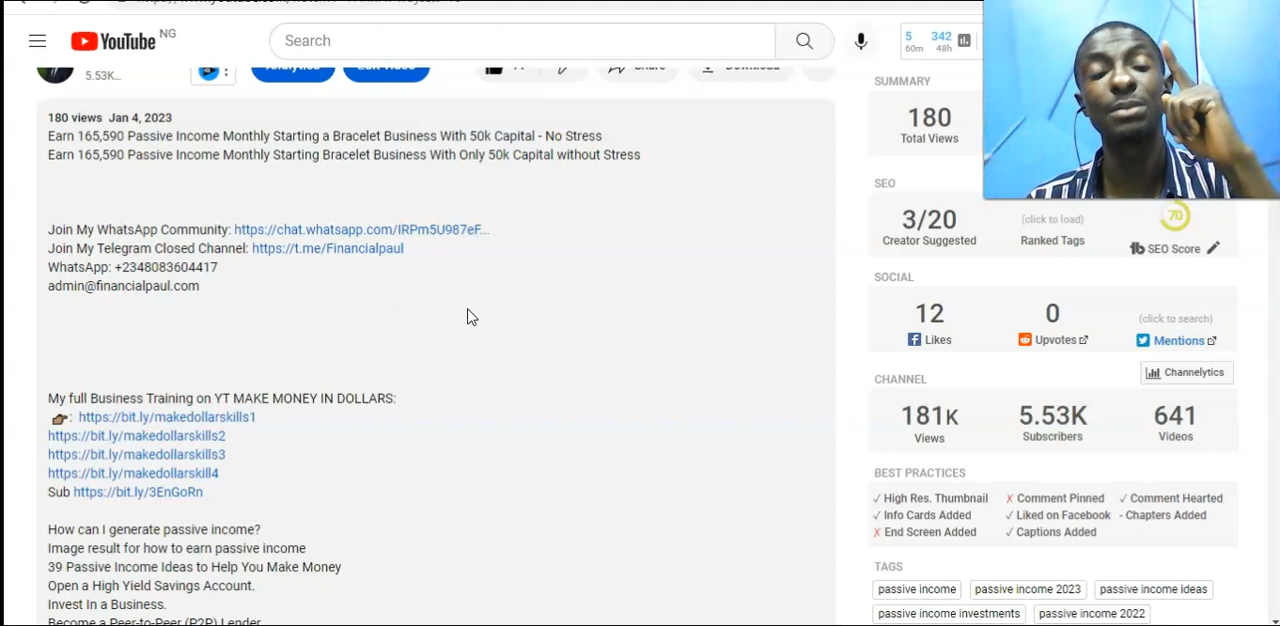 YouTube NG
Search
5 342
60m 48h
5.53K...
180 views Jan 4, 2023
Earn 165,590 Passive Income Monthly Starting a Bracelet Business With 50k Capital - No Stress
Earn 165,590 Passive Income Monthly Starting Bracelet Business With Only 50k Capital without Stress
Join My WhatsApp Community: https://chat.whatsapp.com/IRPm5U987eF...
Join My Telegram Closed Channel: https://t.me/Financialpaul
WhatsApp: +2348083604417
admin@financialpaul.com
My full Business Training on YT MAKE MONEY IN DOLLARS:
: https://bit.ly/makedollarskills1
https://bit.ly/makedollarskills2
https://bit.ly/makedollarskills3
https://bit.ly/makedollarskill4
Sub https://bit.ly/3EnGoRn
How can I generate passive income?
Image result for how to earn passive income
39 Passive Income Ideas to Help You Make Money
Open a High Yield Savings Account.
Invest In a Business.
Become a Peer-to-Peer (P2P) Lender
SUMMARY
180
Total Views
SEO
3/20 (click to load) 70
Creator Suggested Ranked Tags tb SEO Score
SOCIAL
12 0 (click to search)
Likes Upvotes Mentions
Channelytics
CHANNEL
181K 5.53K 641
Views Subscribers Videos
BEST PRACTICES
✓ High Res. Thumbnail ✗ Comment Pinned ✓ Comment Hearted
✓ Info Cards Added ✓ Liked on Facebook - Chapters Added
✗ End Screen Added ✓ Captions Added
TAGS
passive income passive income 2023 passive income ideas
passive income investments passive income 2022